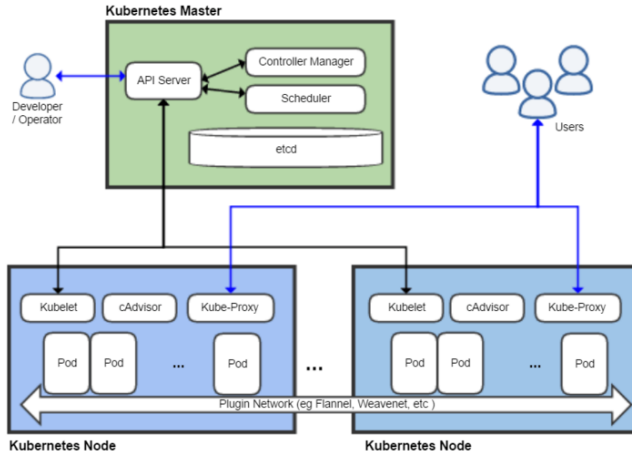 Kubernetes Master
API Server
Controller Manager
Scheduler
etcd
Developer
/ Operator
Users
Kubelet
cAdvisor
Kube-Proxy
Pod
Pod
...
Pod
...
Kubelet
cAdvisor
Kube-Proxy
Pod
Pod
...
Pod
Plugin Network (eg Flannel, Weavenet, etc )
Kubernetes Node
Kubernetes Node